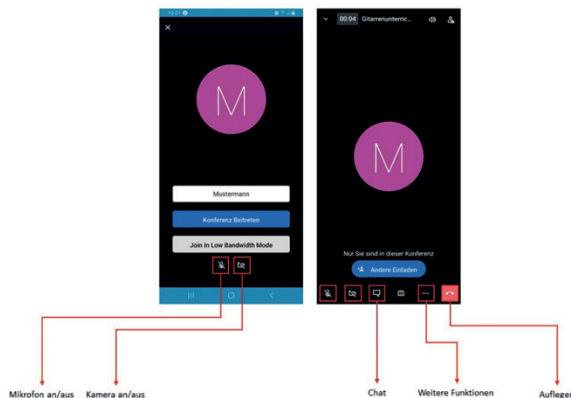 M
Mustermann
Konferenz Beitreten
Join In Low Bandwidth Mode
00:04 Gitarrenunterric...
M
Nur Sie sind in dieser Konferenz
Andere Einladen
Mikrofon an/aus
Kamera an/aus
Chat
Weitere Funktionen
Auflegen